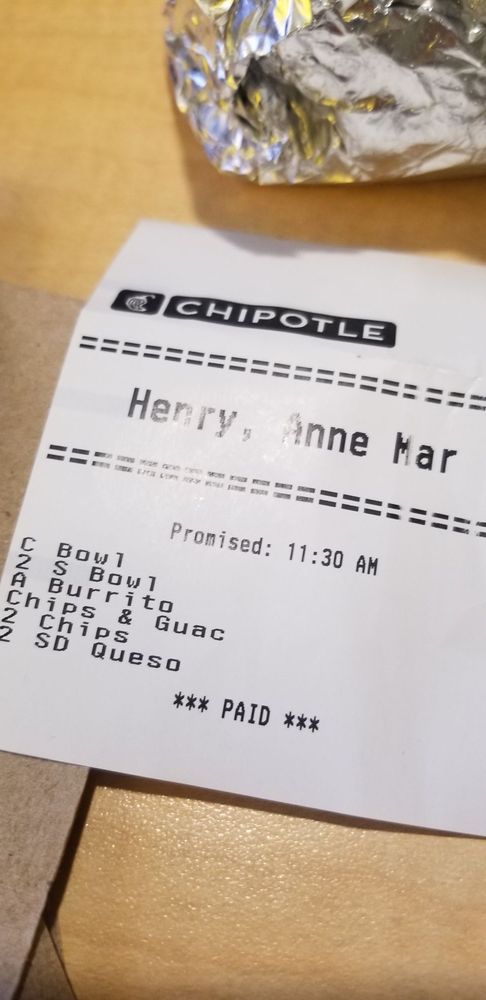 CHIPOTLE
==============================
Henry, Anne Mar
==============================
Promised: 11:30 AM
C Bowl
2 S Bowl
A Burrito
Chips & Guac
2 Chips
2 SD Queso
*** PAID ***